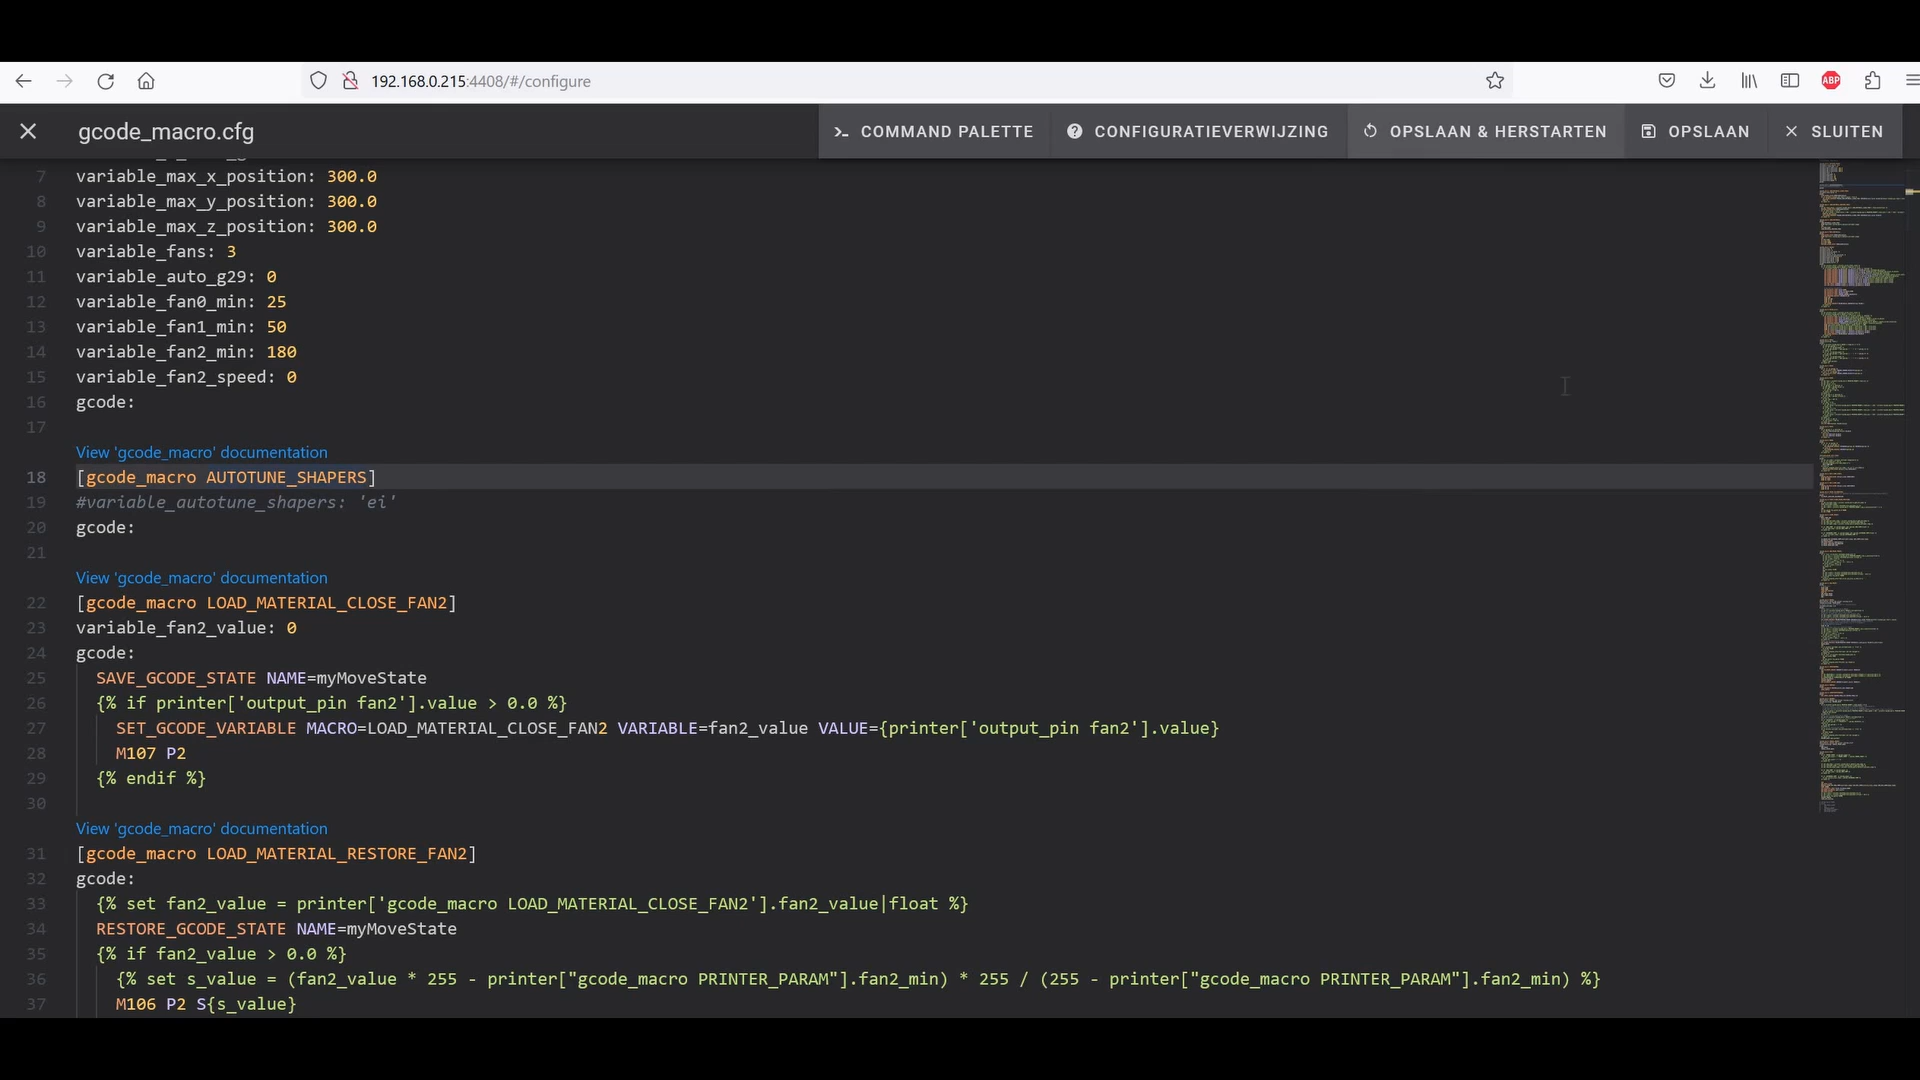 192.168.0.215:4408/#/configure
ABP
gcode_macro.cfg
COMMAND PALETTE
CONFIGURATIEVERWIJZING
OPSLAAN & HERSTARTEN
OPSLAAN
SLUITEN
7 variable_max_x_position: 300.0
8 variable_max_y_position: 300.0
9 variable_max_z_position: 300.0
10 variable_fans: 3
11 variable_auto_g29: 0
12 variable_fan0_min: 25
13 variable_fan1_min: 50
14 variable_fan2_min: 180
15 variable_fan2_speed: 0
16 gcode:
17
View 'gcode_macro' documentation
18 [gcode_macro AUTOTUNE_SHAPERS]
19 #variable_autotune_shapers: 'ei'
20 gcode:
21
View 'gcode_macro' documentation
22 [gcode_macro LOAD_MATERIAL_CLOSE_FAN2]
23 variable_fan2_value: 0
24 gcode:
25 SAVE_GCODE_STATE NAME=myMoveState
26 {% if printer['output_pin fan2'].value > 0.0 %}
27 SET_GCODE_VARIABLE MACRO=LOAD_MATERIAL_CLOSE_FAN2 VARIABLE=fan2_value VALUE={printer['output_pin fan2'].value}
28 M107 P2
29 {% endif %}
30
View 'gcode_macro' documentation
31 [gcode_macro LOAD_MATERIAL_RESTORE_FAN2]
32 gcode:
33 {% set fan2_value = printer['gcode_macro LOAD_MATERIAL_CLOSE_FAN2'].fan2_value|float %}
34 RESTORE_GCODE_STATE NAME=myMoveState
35 {% if fan2_value > 0.0 %}
36 {% set s_value = (fan2_value * 255 - printer["gcode_macro PRINTER_PARAM"].fan2_min) * 255 / (255 - printer["gcode_macro PRINTER_PARAM"].fan2_min) %}
37 M106 P2 S{s_value}